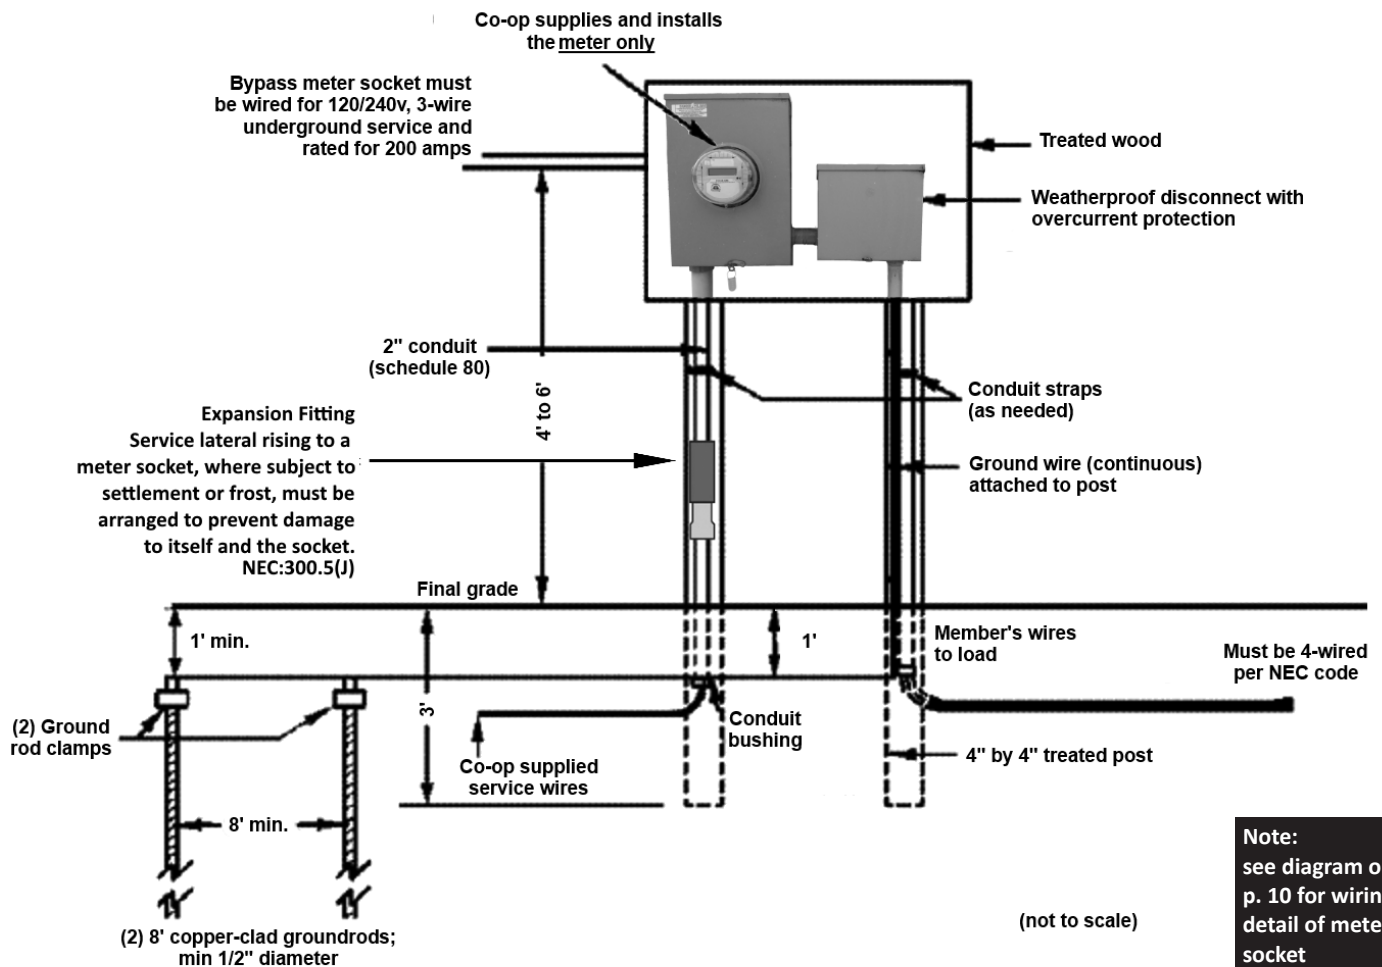 Co-op supplies and installs
the meter only
Bypass meter socket must
be wired for 120/240v, 3-wire
underground service and
rated for 200 amps
Treated wood
Weatherproof disconnect with
overcurrent protection
2" conduit
(schedule 80)
4' to 6'
Conduit straps
(as needed)
Expansion Fitting
Service lateral rising to a
meter socket, where subject to
settlement or frost, must be
arranged to prevent damage
to itself and the socket.
NEC:300.5(J)
Ground wire (continuous)
attached to post
Final grade
1' min.
1'
Member's wires
to load
Must be 4-wired
per NEC code
3'
(2) Ground
rod clamps
Conduit
bushing
Co-op supplied
service wires
4" by 4" treated post
8' min.
(2) 8' copper-clad groundrods;
min 1/2" diameter
(not to scale)
Note:
see diagram o
p. 10 for wirin
detail of mete
socket